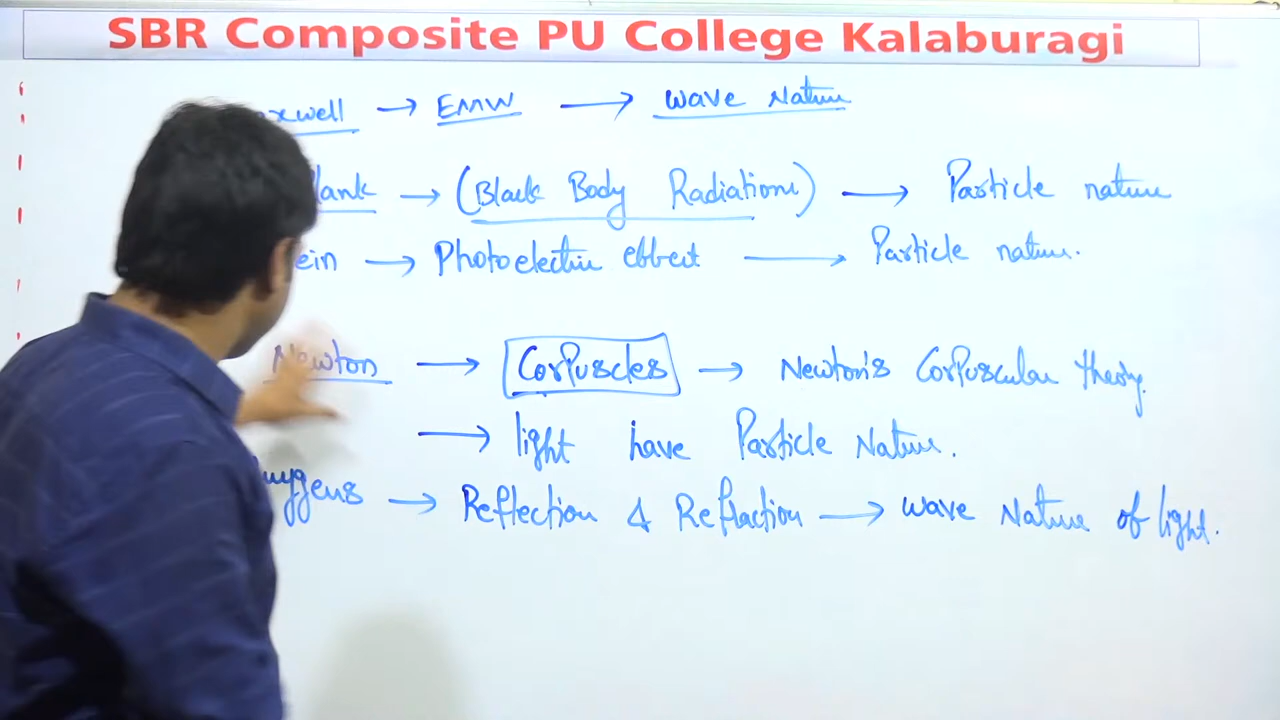 SBR Composite PU College Kalaburagi
xwell → EMW → wave Nature
lank → (Black Body Radiation) → Particle nature
ein → Photoelectric effect → Particle nature.
Newton → Corpuscles → Newton's Corpuscular theory.
→ light have Particle Nature.
uygens → Reflection & Refraction → wave Nature of light.